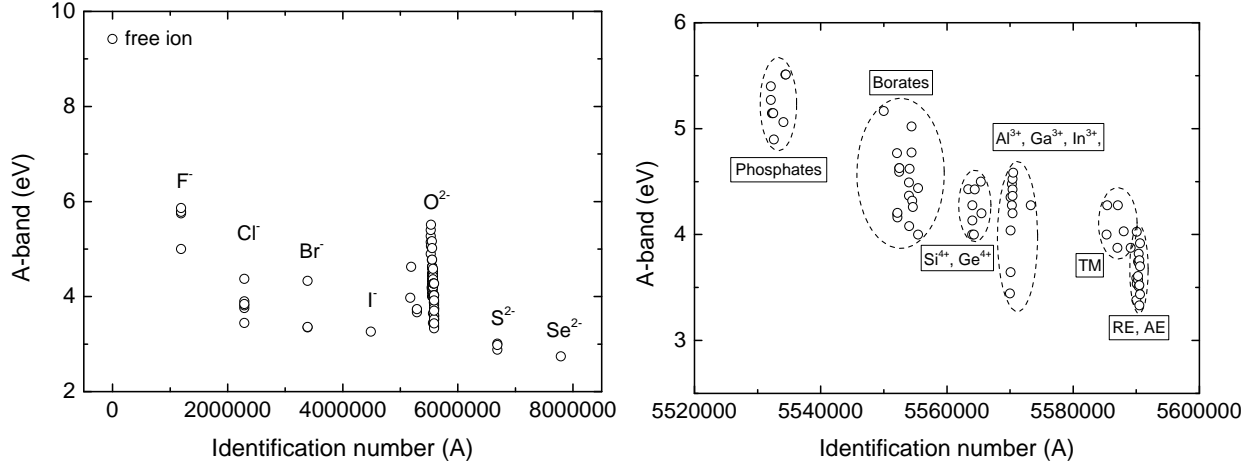 10
8
6
4
2
A-band (eV)
free ion
F⁻
Cl⁻
Br⁻
I⁻
O²⁻
S²⁻
Se²⁻
0 2000000 4000000 6000000 8000000
Identification number (A)
6
5
4
3
A-band (eV)
Phosphates
Borates
Si⁴⁺, Ge⁴⁺
Al³⁺, Ga³⁺, In³⁺,
TM
RE, AE
5520000 5540000 5560000 5580000 5600000
Identification number (A)